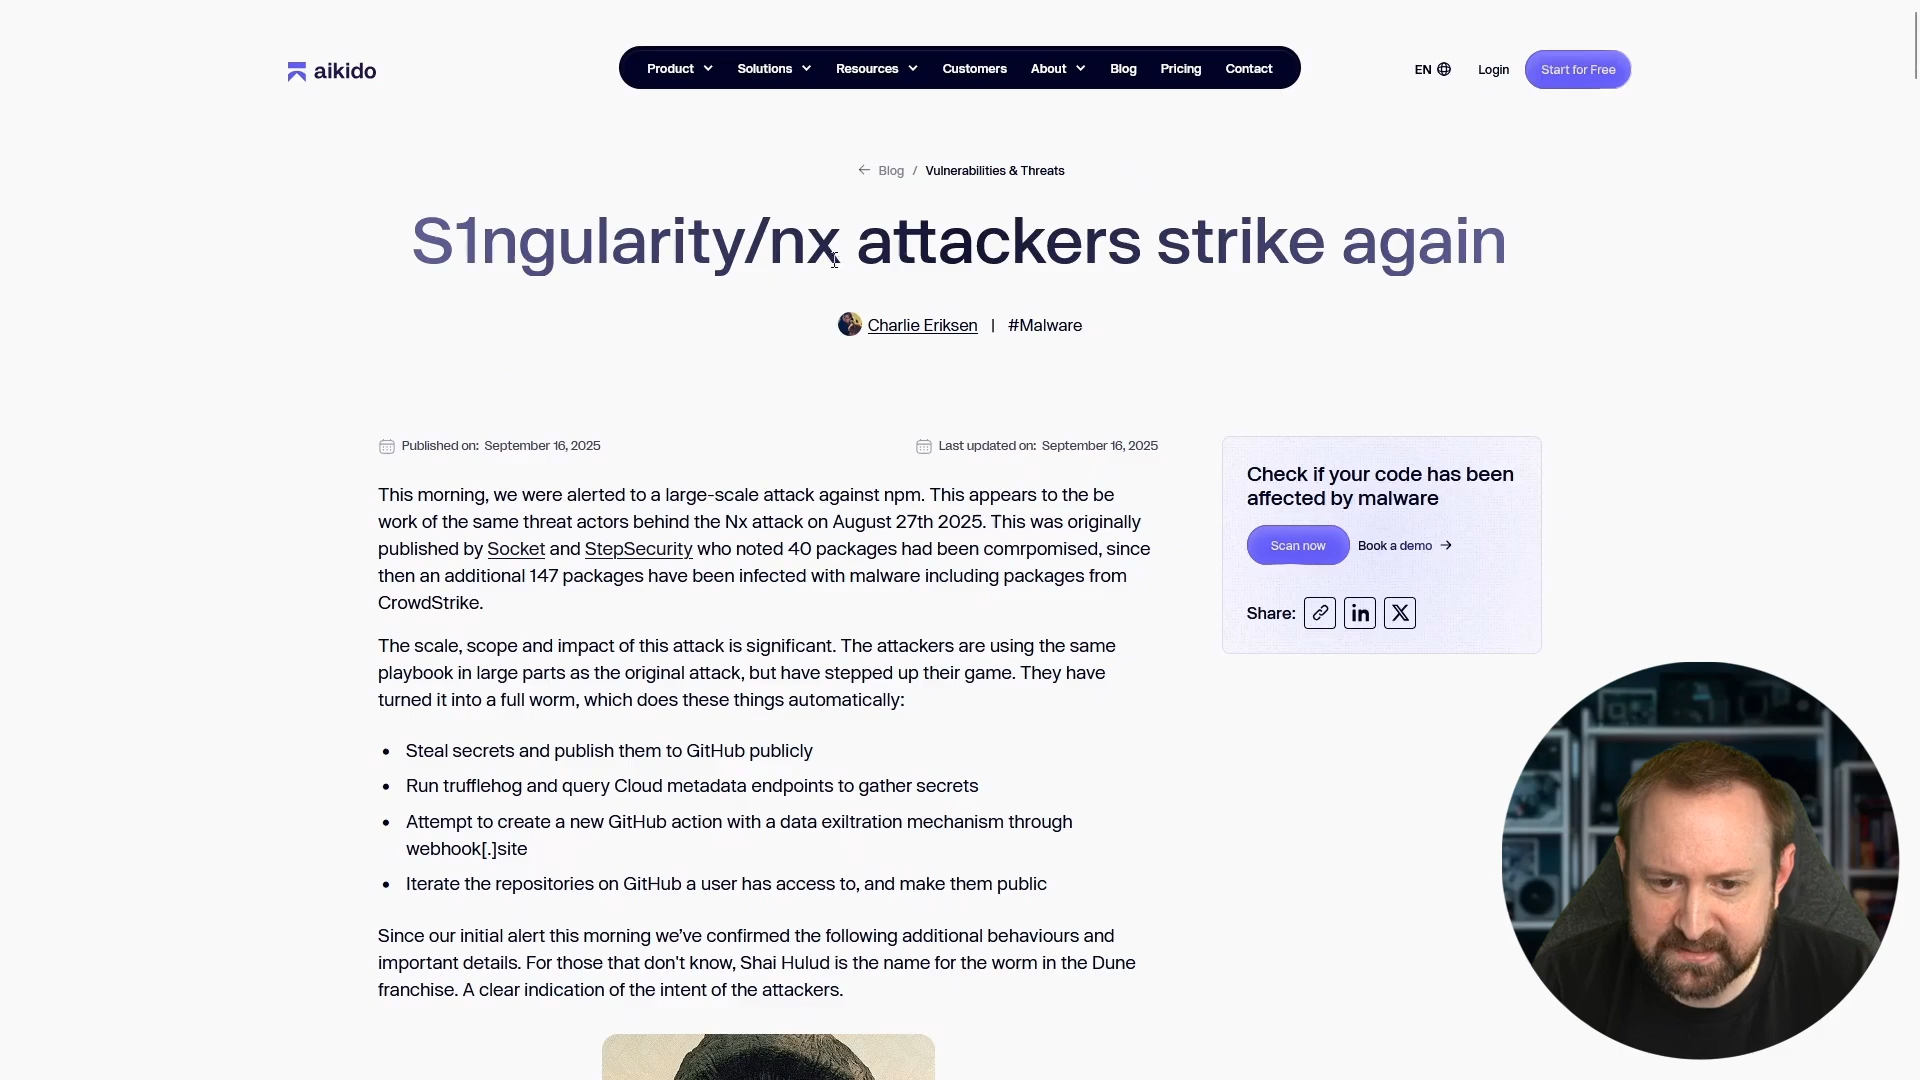 aikido
Product
Solutions
Resources
Customers
About
Blog
Pricing
Contact
EN
Login
Start for Free
Blog / Vulnerabilities & Threats
S1ngularity/nx attackers strike again
Charlie Eriksen | #Malware
Published on: September 16, 2025
Last updated on: September 16, 2025
This morning, we were alerted to a large-scale attack against npm. This appears to the be
work of the same threat actors behind the Nx attack on August 27th 2025. This was originally
published by Socket and StepSecurity who noted 40 packages had been comrpomised, since
then an additional 147 packages have been infected with malware including packages from
CrowdStrike.
The scale, scope and impact of this attack is significant. The attackers are using the same
playbook in large parts as the original attack, but have stepped up their game. They have
turned it into a full worm, which does these things automatically:
• Steal secrets and publish them to GitHub publicly
• Run trufflehog and query Cloud metadata endpoints to gather secrets
• Attempt to create a new GitHub action with a data exiltration mechanism through
webhook[.]site
• Iterate the repositories on GitHub a user has access to, and make them public
Since our initial alert this morning we've confirmed the following additional behaviours and
important details. For those that don't know, Shai Hulud is the name for the worm in the Dune
franchise. A clear indication of the intent of the attackers.
Check if your code has been
affected by malware
Scan now
Book a demo
Share: